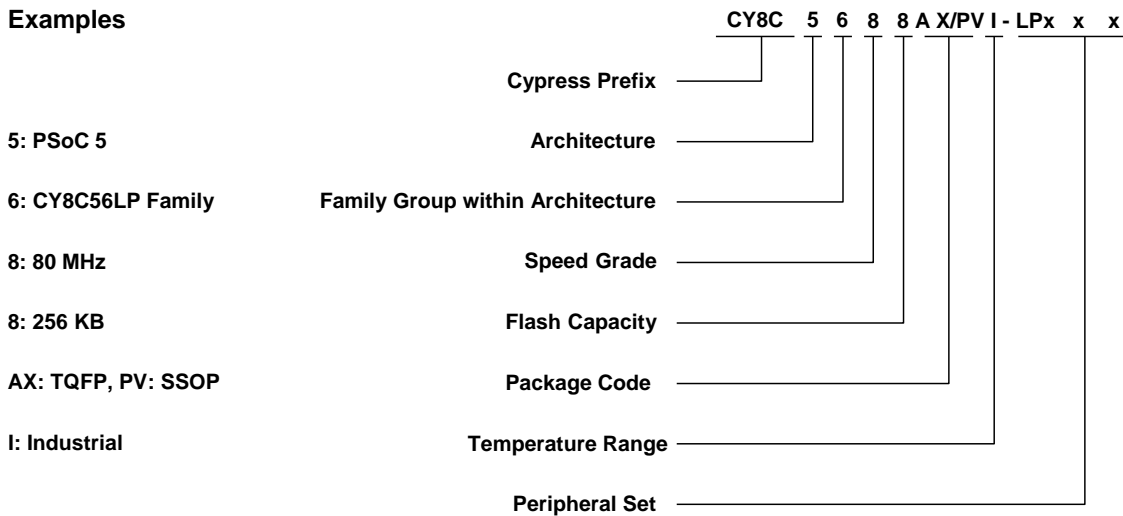 Examples CY8C 5 6 8 8 A X/PV I - LPx x x
Cypress Prefix
5: PSoC 5 Architecture
6: CY8C56LP Family Family Group within Architecture
8: 80 MHz Speed Grade
8: 256 KB Flash Capacity
AX: TQFP, PV: SSOP Package Code
I: Industrial Temperature Range
Peripheral Set